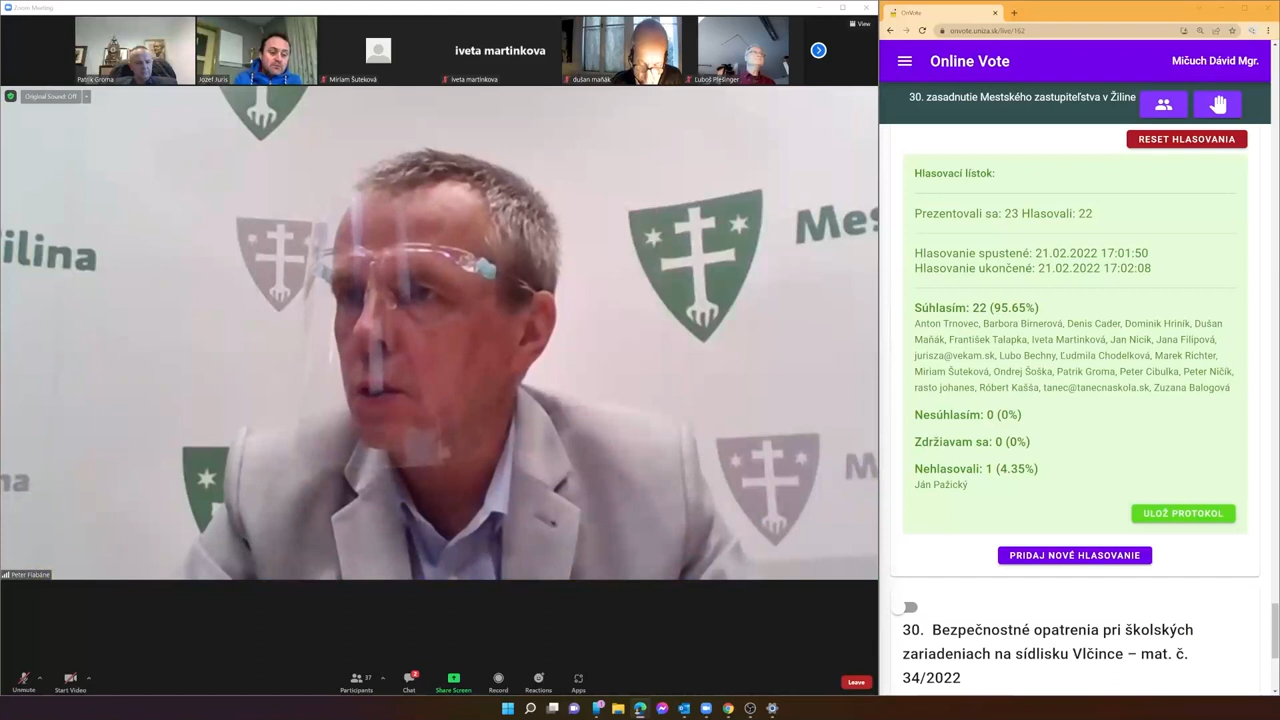 Zoom Meeting
View
Patrik Groma
Jozef Juriš
Miriam Šuteková
iveta martinkova
iveta martinkova
dušan maňák
Ľuboš Plešinger
Original Sound: Off
ilina
Mes
na
M
Peter Fiabáne
Unmute
Start Video
Participants
37
Chat
2
Share Screen
Record
Reactions
Apps
Leave
OnVote
onvote.uniza.sk/live/162
Online Vote
Mičuch Dávid Mgr.
30. zasadnutie Mestského zastupiteľstva v Žiline
RESET HLASOVANIA
Hlasovací lístok:
Prezentovali sa: 23 Hlasovali: 22
Hlasovanie spustené: 21.02.2022 17:01:50
Hlasovanie ukončené: 21.02.2022 17:02:08
Súhlasím: 22 (95.65%)
Anton Trnovec, Barbora Birnerová, Denis Cader, Dominik Hriník, Dušan
Maňák, František Talapka, Iveta Martinková, Jan Nicik, Jana Filipová,
jurisza@vekam.sk, Lubo Bechny, Ľudmila Chodelková, Marek Richter,
Miriam Šuteková, Ondrej Šoška, Patrik Groma, Peter Cibulka, Peter Ničík,
rasto johanes, Róbert Kašša, tanec@tanecnaskola.sk, Zuzana Balogová
Nesúhlasím: 0 (0%)
Zdržiavam sa: 0 (0%)
Nehlasovali: 1 (4.35%)
Ján Pažický
ULOŽ PROTOKOL
PRIDAJ NOVÉ HLASOVANIE
30. Bezpečnostné opatrenia pri školských
zariadeniach na sídlisku Vlčince – mat. č.
34/2022